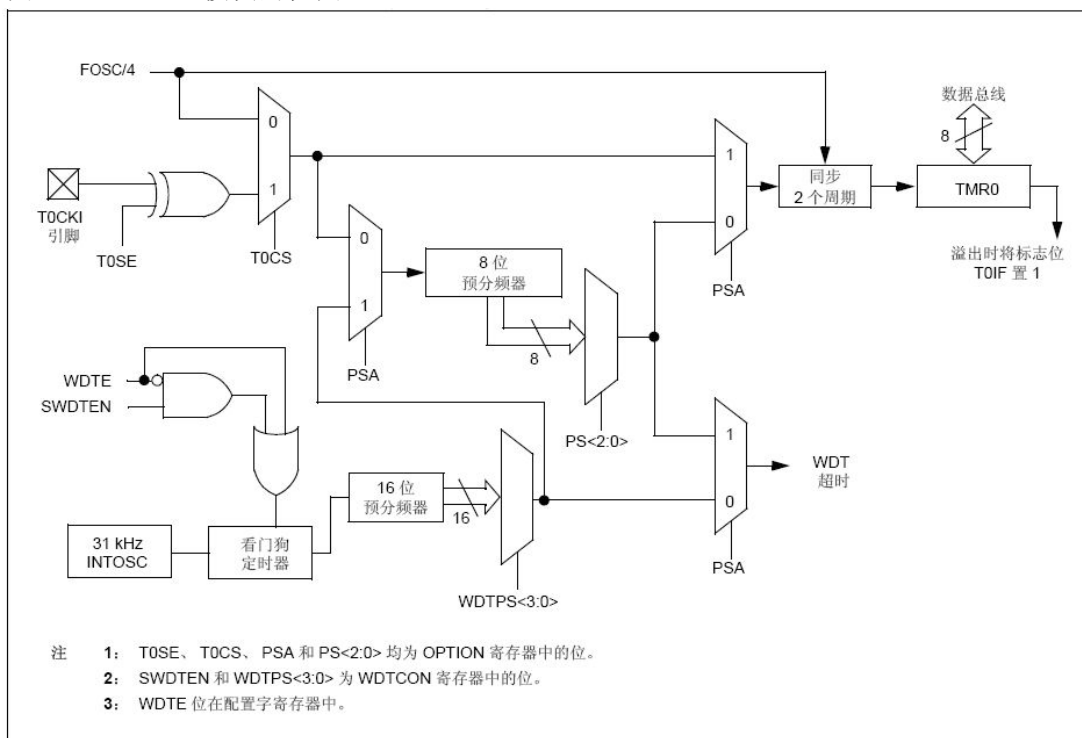 FOSC/4
数据总线
8
0
1
T0CKI
引脚
T0SE
T0CS
0
1
PSA
8 位
预分频器
8
PS<2:0>
1
0
PSA
同步
2 个周期
TMR0
溢出时将标志位
T0IF 置 1
WDTE
SWDTEN
31 kHz
INTOSC
看门狗
定时器
16 位
预分频器
16
WDTPS<3:0>
1
0
PSA
WDT
超时
注 1: T0SE、 T0CS、 PSA 和 PS<2:0> 均为 OPTION 寄存器中的位。
2: SWDTEN 和 WDTPS<3:0> 为 WDTCON 寄存器中的位。
3: WDTE 位在配置字寄存器中。